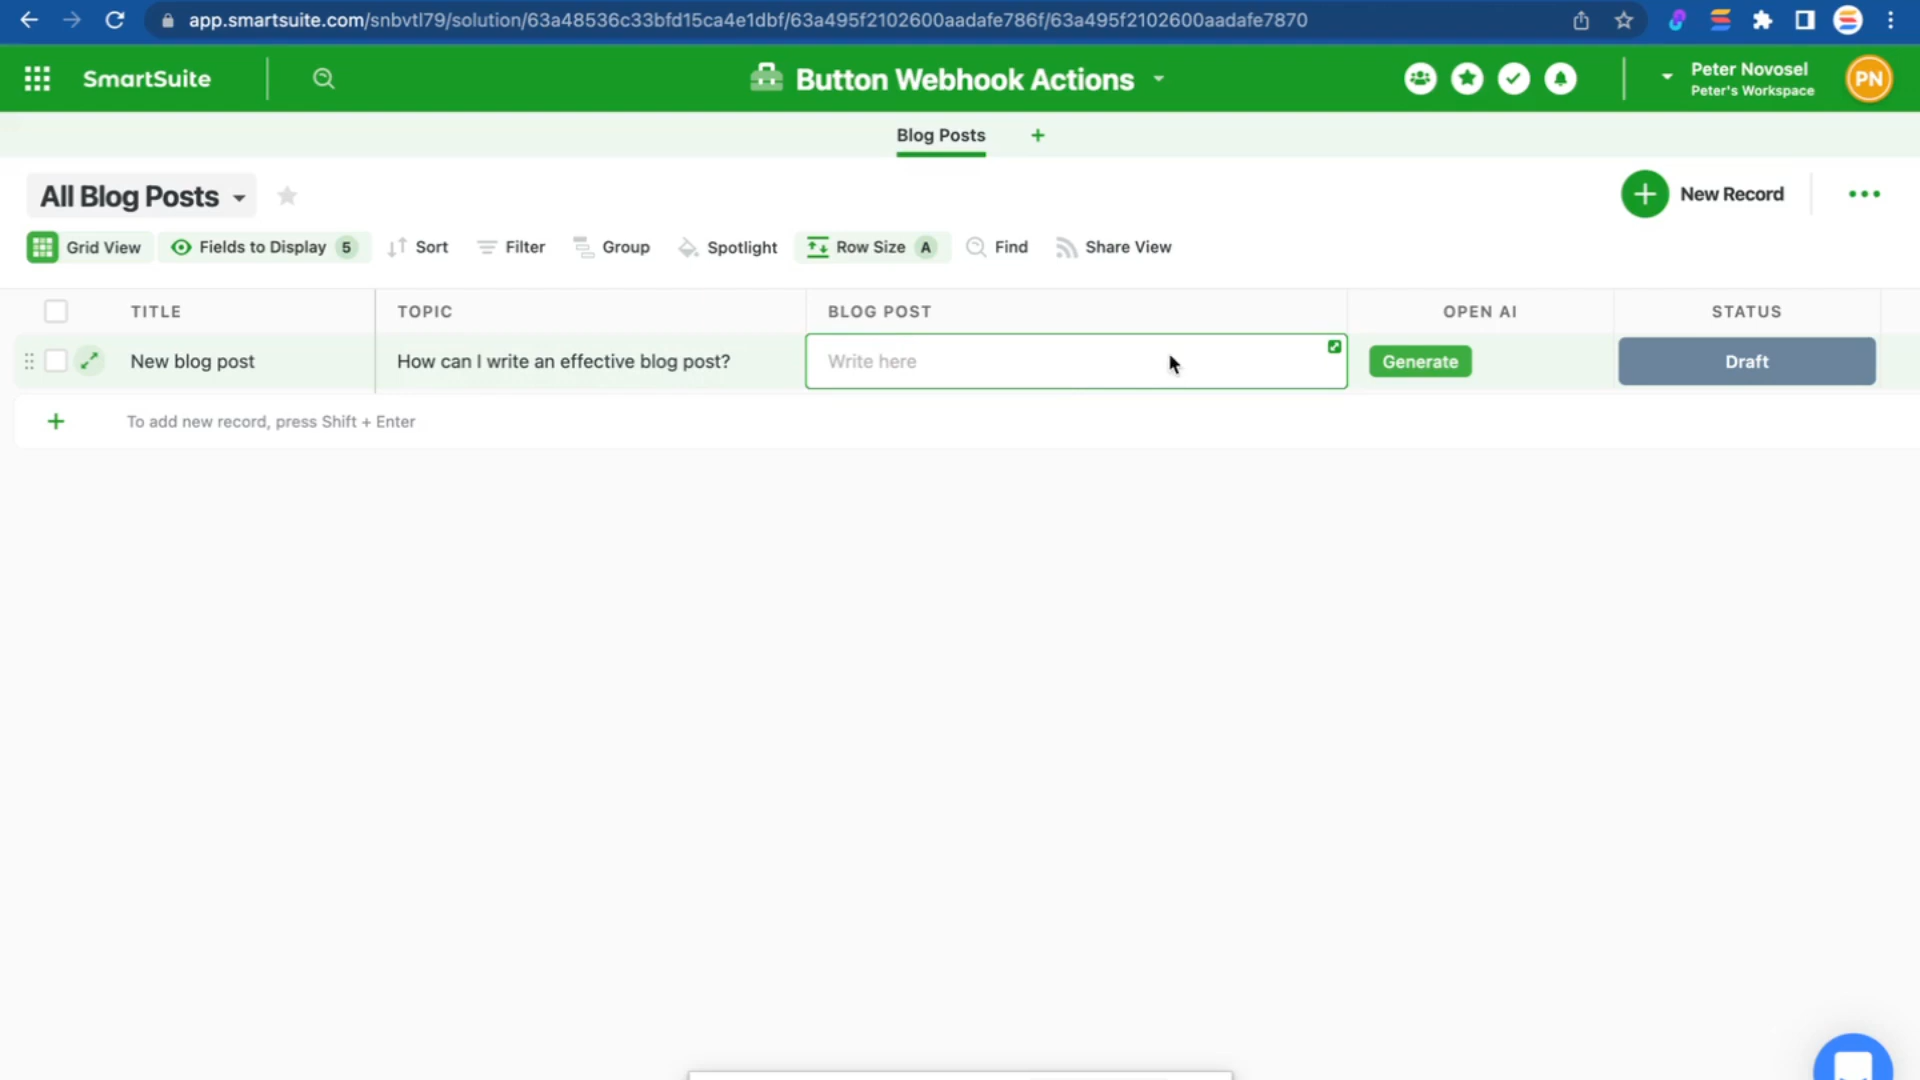 app.smartsuite.com/snbvtl79/solution/63a48536c33bfd15ca4e1dbf/63a495f2102600aadafe786f/63a495f2102600aadafe7870
SmartSuite
Button Webhook Actions
Peter Novosel
Peter's Workspace
PN
Blog Posts
All Blog Posts
New Record
Grid View
Fields to Display 5
Sort
Filter
Group
Spotlight
Row Size A
Find
Share View
TITLE
TOPIC
BLOG POST
OPEN AI
STATUS
New blog post
How can I write an effective blog post?
Write here
Generate
Draft
To add new record, press Shift + Enter